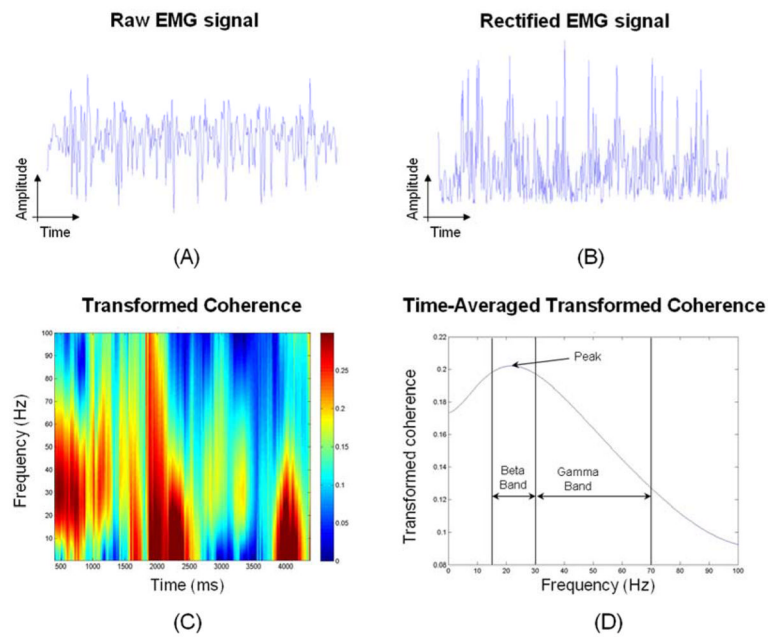 Raw EMG signal
Rectified EMG signal
Amplitude
Time
(A)
Amplitude
Time
(B)
Transformed Coherence
100
90
80
70
60
50
40
30
20
10
Frequency (Hz)
500
1000
1500
2000
2500
3000
3500
4000
Time (ms)
0.25
0.2
0.15
0.1
0.05
0
(C)
Time-Averaged Transformed Coherence
0.22
0.2
0.18
0.16
0.14
0.12
0.1
0.08
Transformed coherence
Peak
Beta
Band
Gamma
Band
0
10
20
30
40
50
60
70
80
90
100
Frequency (Hz)
(D)